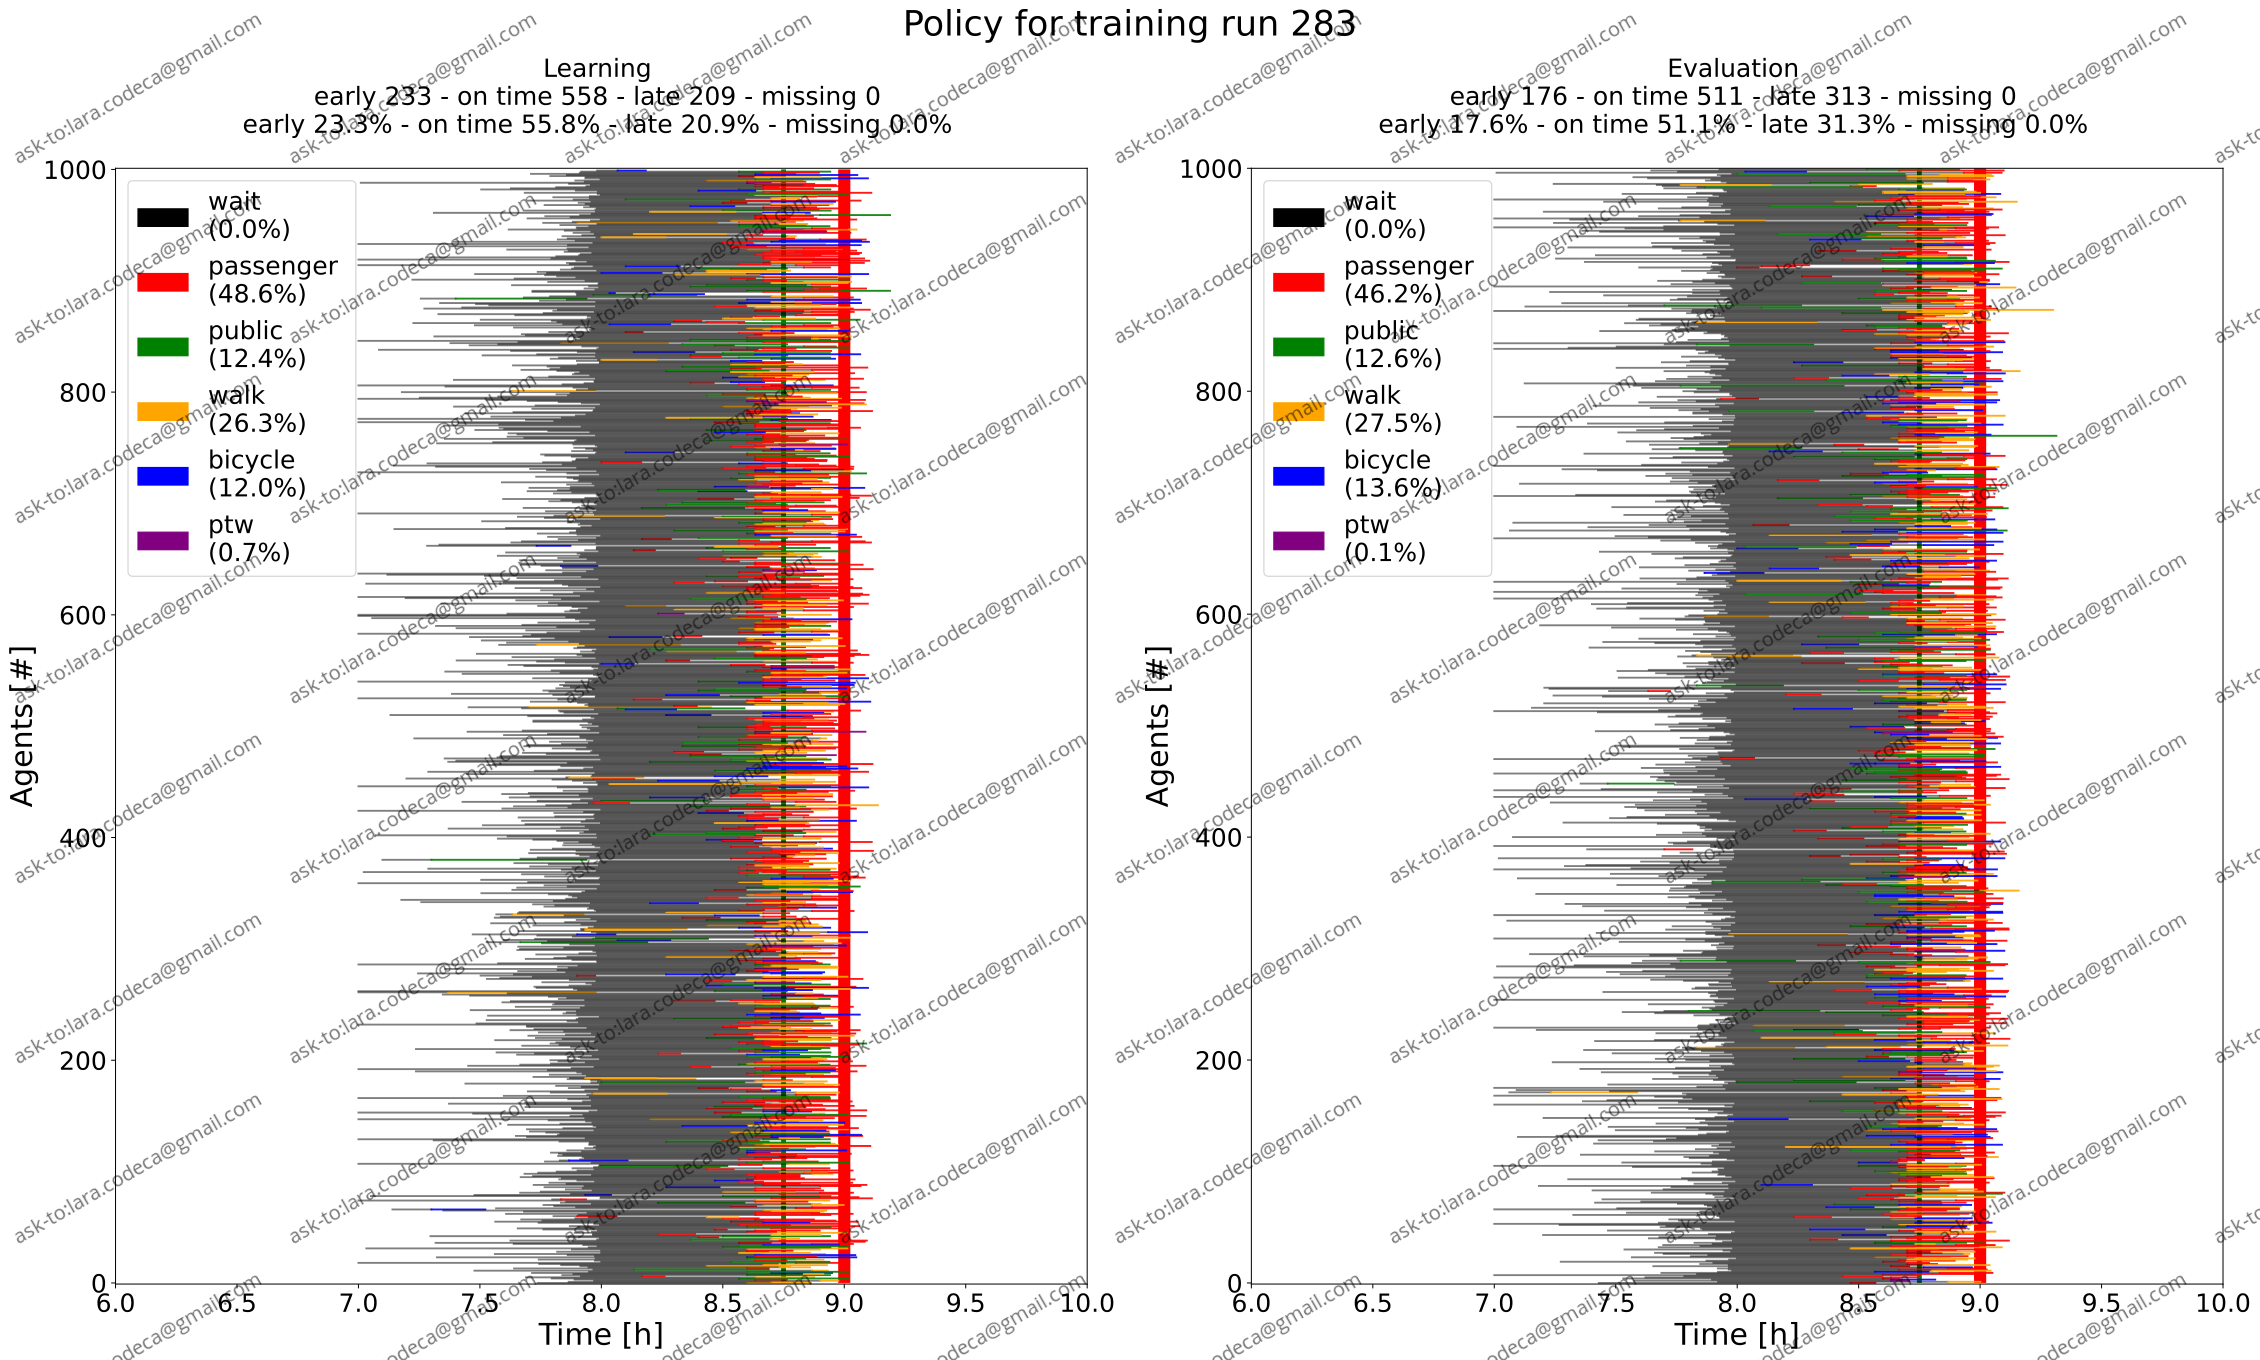 Policy for training run 283
Learning
early 233 - on time 558 - late 209 - missing 0
early 23.3% - on time 55.8% - late 20.9% - missing 0.0%
1000
800
600
400
200
0
Agents [#]
wait
(0.0%)
passenger
(48.6%)
public
(12.4%)
walk
(26.3%)
bicycle
(12.0%)
ptw
(0.7%)
6.0 6.5 7.0 7.5 8.0 8.5 9.0 9.5 10.0
Time [h]
Evaluation
early 176 - on time 511 - late 313 - missing 0
early 17.6% - on time 51.1% - late 31.3% - missing 0.0%
1000
800
600
400
200
0
Agents [#]
wait
(0.0%)
passenger
(46.2%)
public
(12.6%)
walk
(27.5%)
bicycle
(13.6%)
ptw
(0.1%)
6.0 6.5 7.0 7.5 8.0 8.5 9.0 9.5 10.0
Time [h]
ask-to:lara.codeca@gmail.com